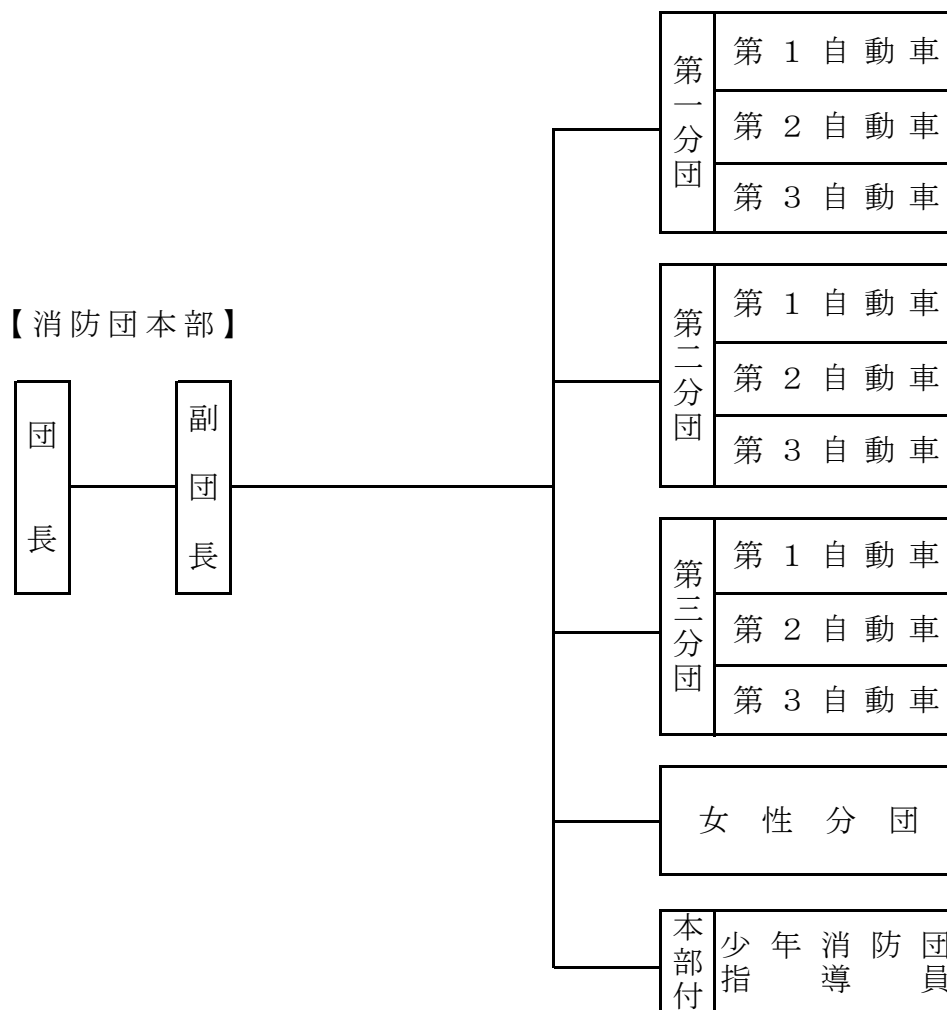 【消防団本部】
団長
副団長
第一分団
第１自動車
第２自動車
第３自動車
第二分団
第１自動車
第２自動車
第３自動車
第三分団
第１自動車
第２自動車
第３自動車
女性分団
本部付
少年消防団
指導員